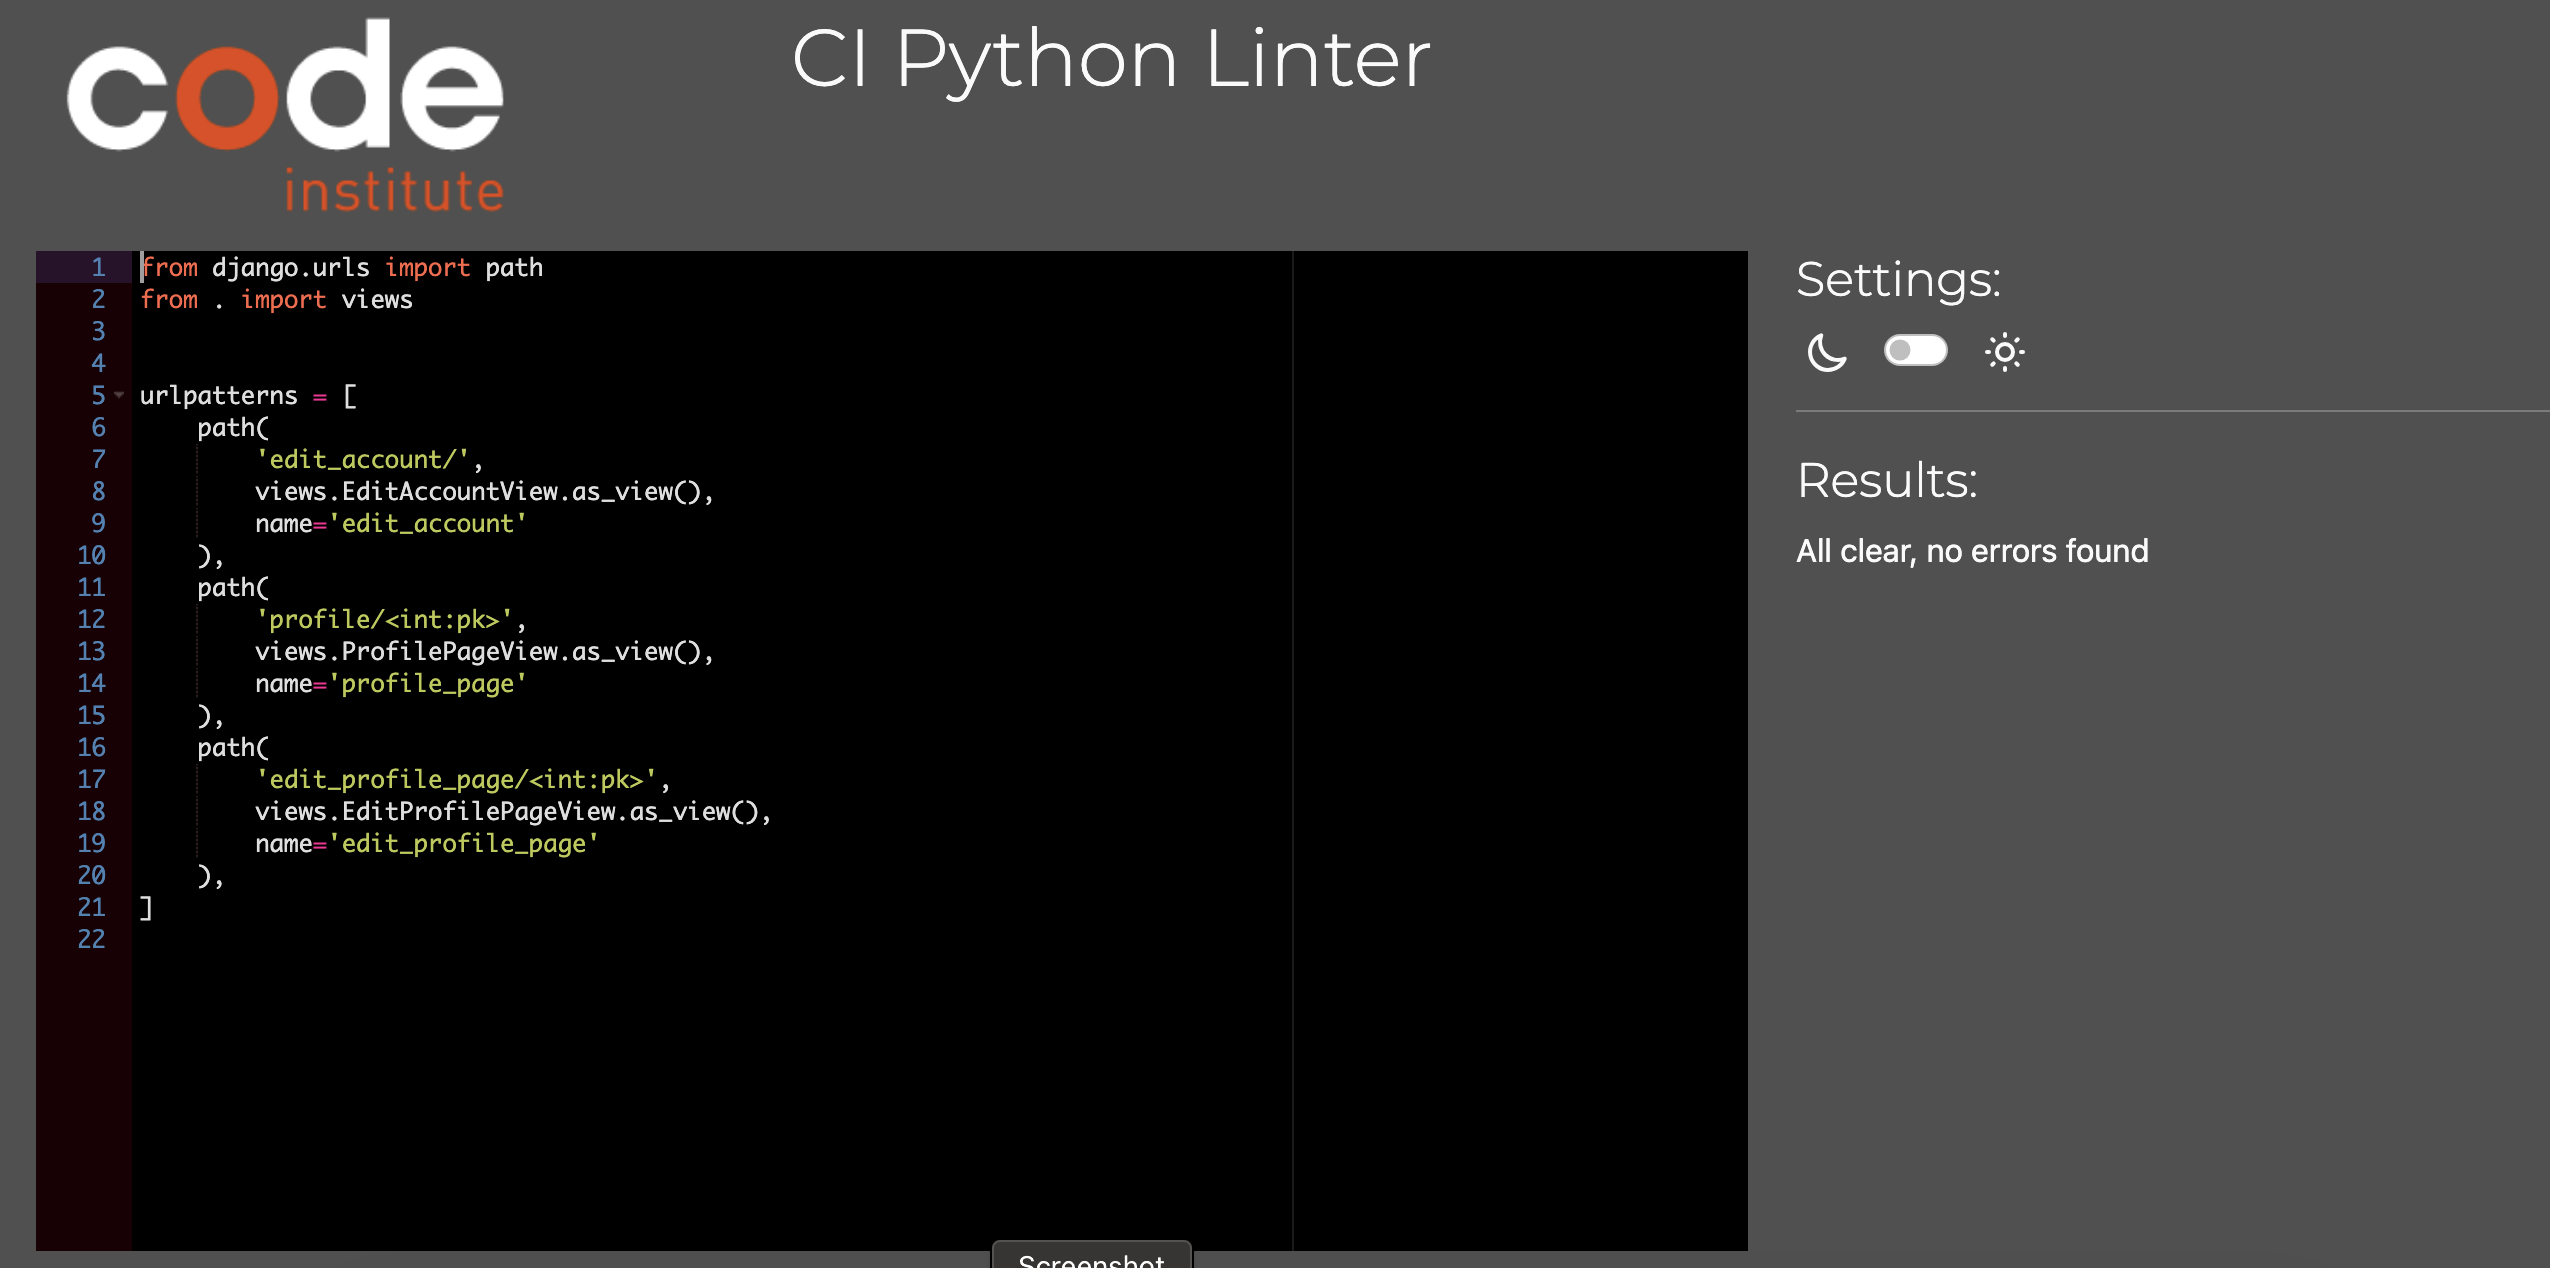 code
institute
CI Python Linter
1 from django.urls import path
2 from . import views
3
4
5 urlpatterns = [
6     path(
7         'edit_account/',
8         views.EditAccountView.as_view(),
9         name='edit_account'
10     ),
11     path(
12         'profile/<int:pk>',
13         views.ProfilePageView.as_view(),
14         name='profile_page'
15     ),
16     path(
17         'edit_profile_page/<int:pk>',
18         views.EditProfilePageView.as_view(),
19         name='edit_profile_page'
20     ),
21 ]
22
Settings:
Results:
All clear, no errors found
Screenshot